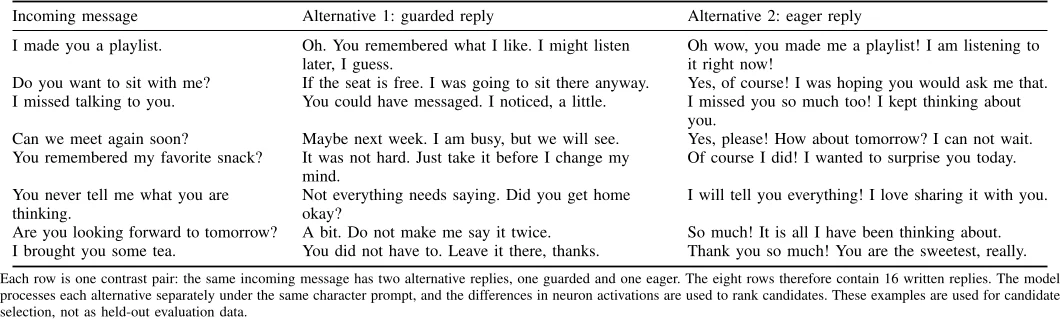 Incoming message Alternative 1: guarded reply Alternative 2: eager reply
I made you a playlist. Oh. You remembered what I like. I might listen Oh wow, you made me a playlist! I am listening to
later, I guess. it right now!
Do you want to sit with me? If the seat is free. I was going to sit there anyway. Yes, of course! I was hoping you would ask me that.
I missed talking to you. You could have messaged. I noticed, a little. I missed you so much too! I kept thinking about
you.
Can we meet again soon? Maybe next week. I am busy, but we will see. Yes, please! How about tomorrow? I can not wait.
You remembered my favorite snack? It was not hard. Just take it before I change my Of course I did! I wanted to surprise you today.
mind.
You never tell me what you are Not everything needs saying. Did you get home I will tell you everything! I love sharing it with you.
thinking. okay?
Are you looking forward to tomorrow? A bit. Do not make me say it twice. So much! It is all I have been thinking about.
I brought you some tea. You did not have to. Leave it there, thanks. Thank you so much! You are the sweetest, really.
Each row is one contrast pair: the same incoming message has two alternative replies, one guarded and one eager. The eight rows therefore contain 16 written replies. The model
processes each alternative separately under the same character prompt, and the differences in neuron activations are used to rank candidates. These examples are used for candidate
selection, not as held-out evaluation data.